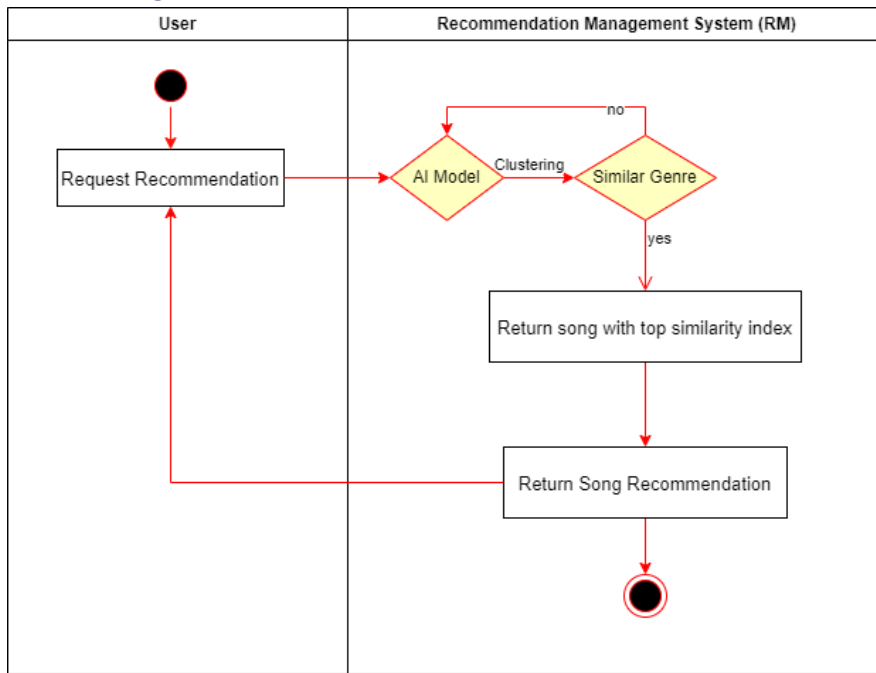 User
Recommendation Management System (RM)
no
Request Recommendation
AI Model
Clustering
Similar Genre
yes
Return song with top similarity index
Return Song Recommendation